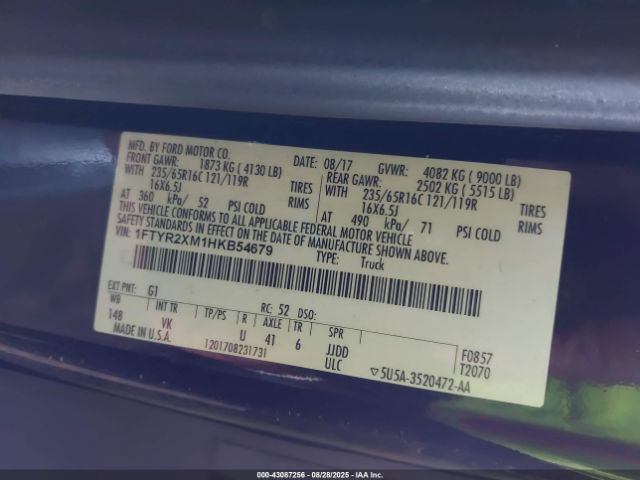 MFD. BY FORD MOTOR CO.
08/17 GVWR: 4082 KG ( 9000 LB)
FRONT GAWR: 1873 KG ( 4130 LB) REAR GAWR: 2502 KG ( 5515 LB)
WITH 235/65R16C 121/119R TIRES WITH 235/65R16C 121/119R TIRES
16X6.5J RIMS 16X6.5J RIMS
AT 360 kPa/ 52 PSI COLD AT 490 kPa/ 71 PSI COLD
THIS VEHICLE CONFORMS TO ALL APPLICABLE FEDERAL MOTOR VEHICLE
SAFETY STANDARDS IN EFFECT ON THE DATE OF MANUFACTURE SHOWN ABOVE.
VIN: 1FTYR2XM1HKB54679
TYPE: Truck
EXT PNT: G1 RC: 52 DSO:
WB INT TR TP/PS R AXLE TR SPR
148 VK U 41 6 JJDD F0857
MADE IN U.S.A. 1201708231731 ULC T2070
▽5U5A-3520472-AA
000-43087256 - 08/28/2025 - IAA Inc.